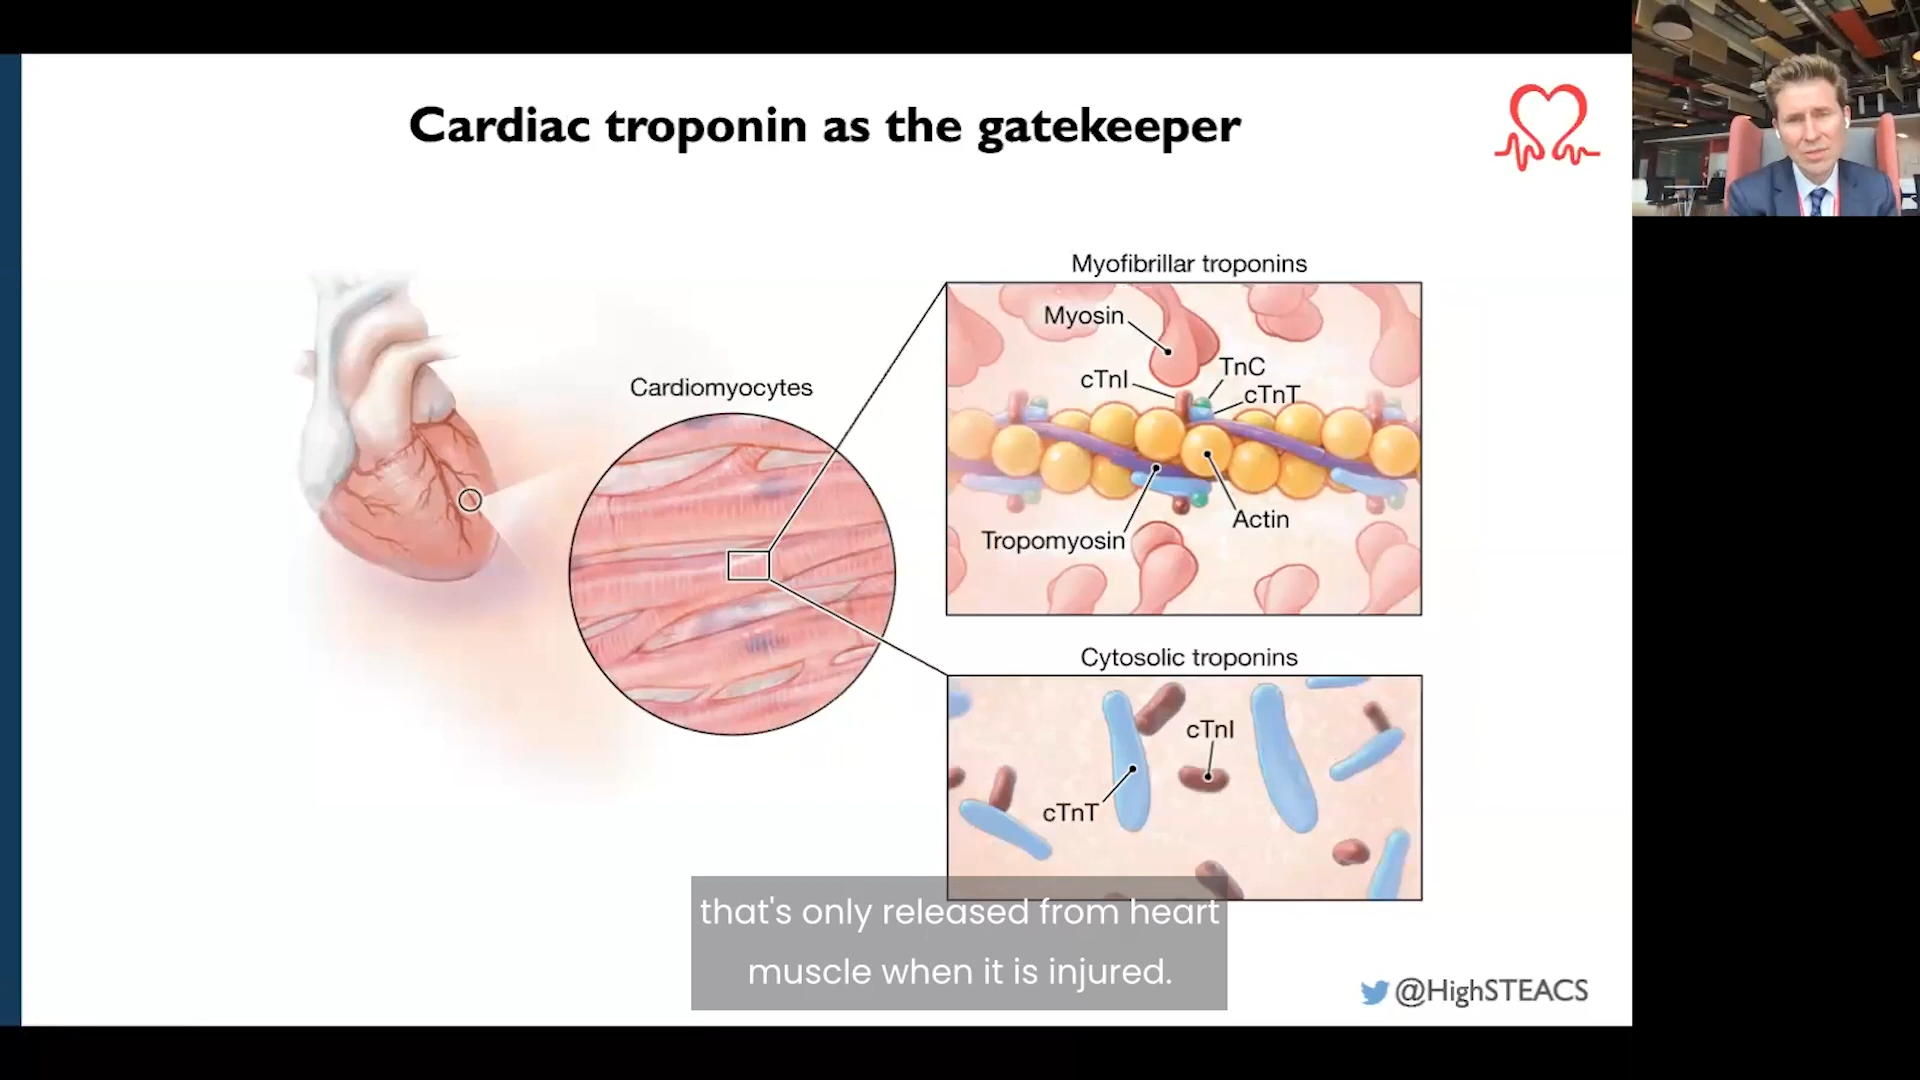 Cardiac troponin as the gatekeeper
Myofibrillar troponins
Myosin
cTnI
TnC
cTnT
Cardiomyocytes
Tropomyosin
Actin
Cytosolic troponins
cTnI
cTnT
that's only released from heart
muscle when it is injured.
@HighSTEACS